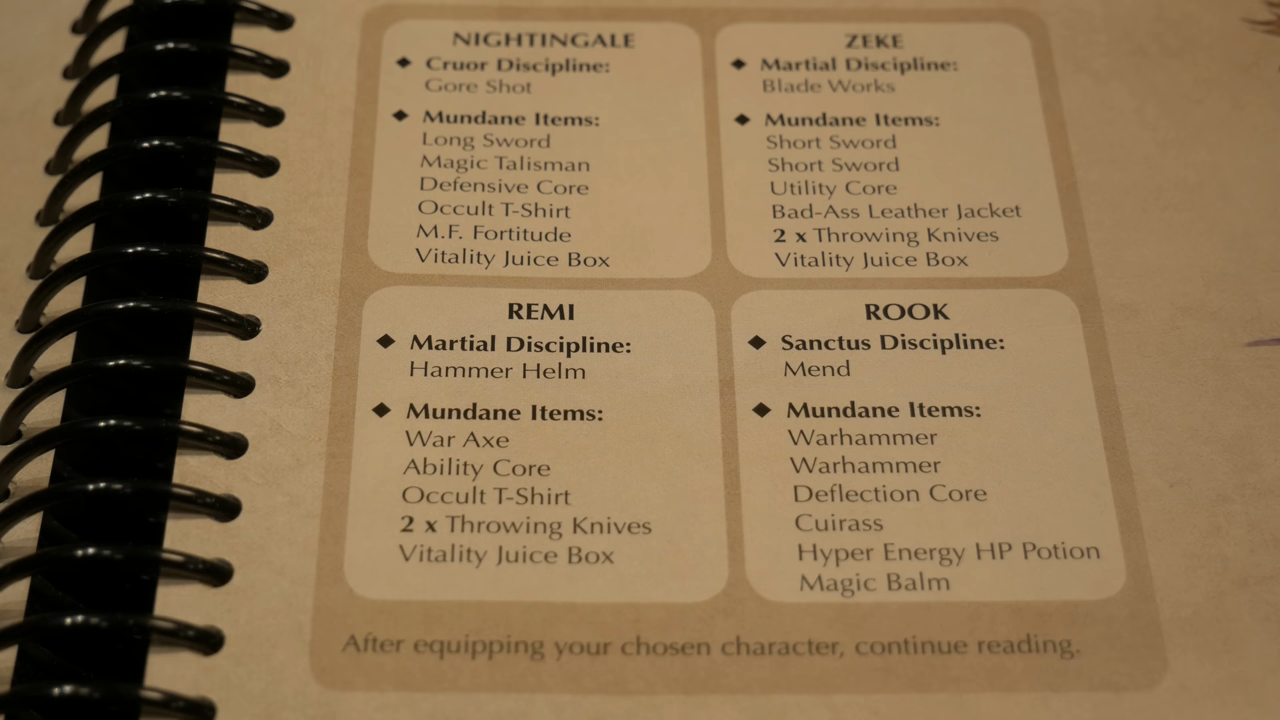 NIGHTINGALE
◆ Cruor Discipline:
Gore Shot
◆ Mundane Items:
Long Sword
Magic Talisman
Defensive Core
Occult T-Shirt
M.F. Fortitude
Vitality Juice Box
ZEKE
◆ Martial Discipline:
Blade Works
◆ Mundane Items:
Short Sword
Short Sword
Utility Core
Bad-Ass Leather Jacket
2 x Throwing Knives
Vitality Juice Box
REMI
◆ Martial Discipline:
Hammer Helm
◆ Mundane Items:
War Axe
Ability Core
Occult T-Shirt
2 x Throwing Knives
Vitality Juice Box
ROOK
◆ Sanctus Discipline:
Mend
◆ Mundane Items:
Warhammer
Warhammer
Deflection Core
Cuirass
Hyper Energy HP Potion
Magic Balm
After equipping your chosen character, continue reading.